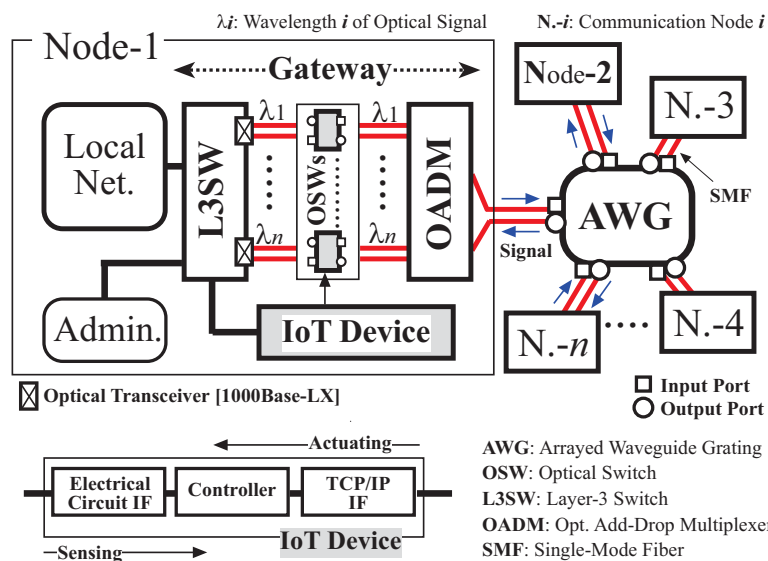 λi: Wavelength i of Optical Signal
N.-i: Communication Node i
Node-1
Gateway
Node-2
N.-3
Local
Net.
L3SW
λ1
λ1
OSWs
OADM
SMF
AWG
λn
λn
Signal
Admin.
IoT Device
N.-n
N.-4
Optical Transceiver [1000Base-LX]
Input Port
Output Port
Actuating
Electrical
Circuit IF
Controller
TCP/IP
IF
IoT Device
Sensing
AWG: Arrayed Waveguide Grating
OSW: Optical Switch
L3SW: Layer-3 Switch
OADM: Opt. Add-Drop Multiplexer
SMF: Single-Mode Fiber